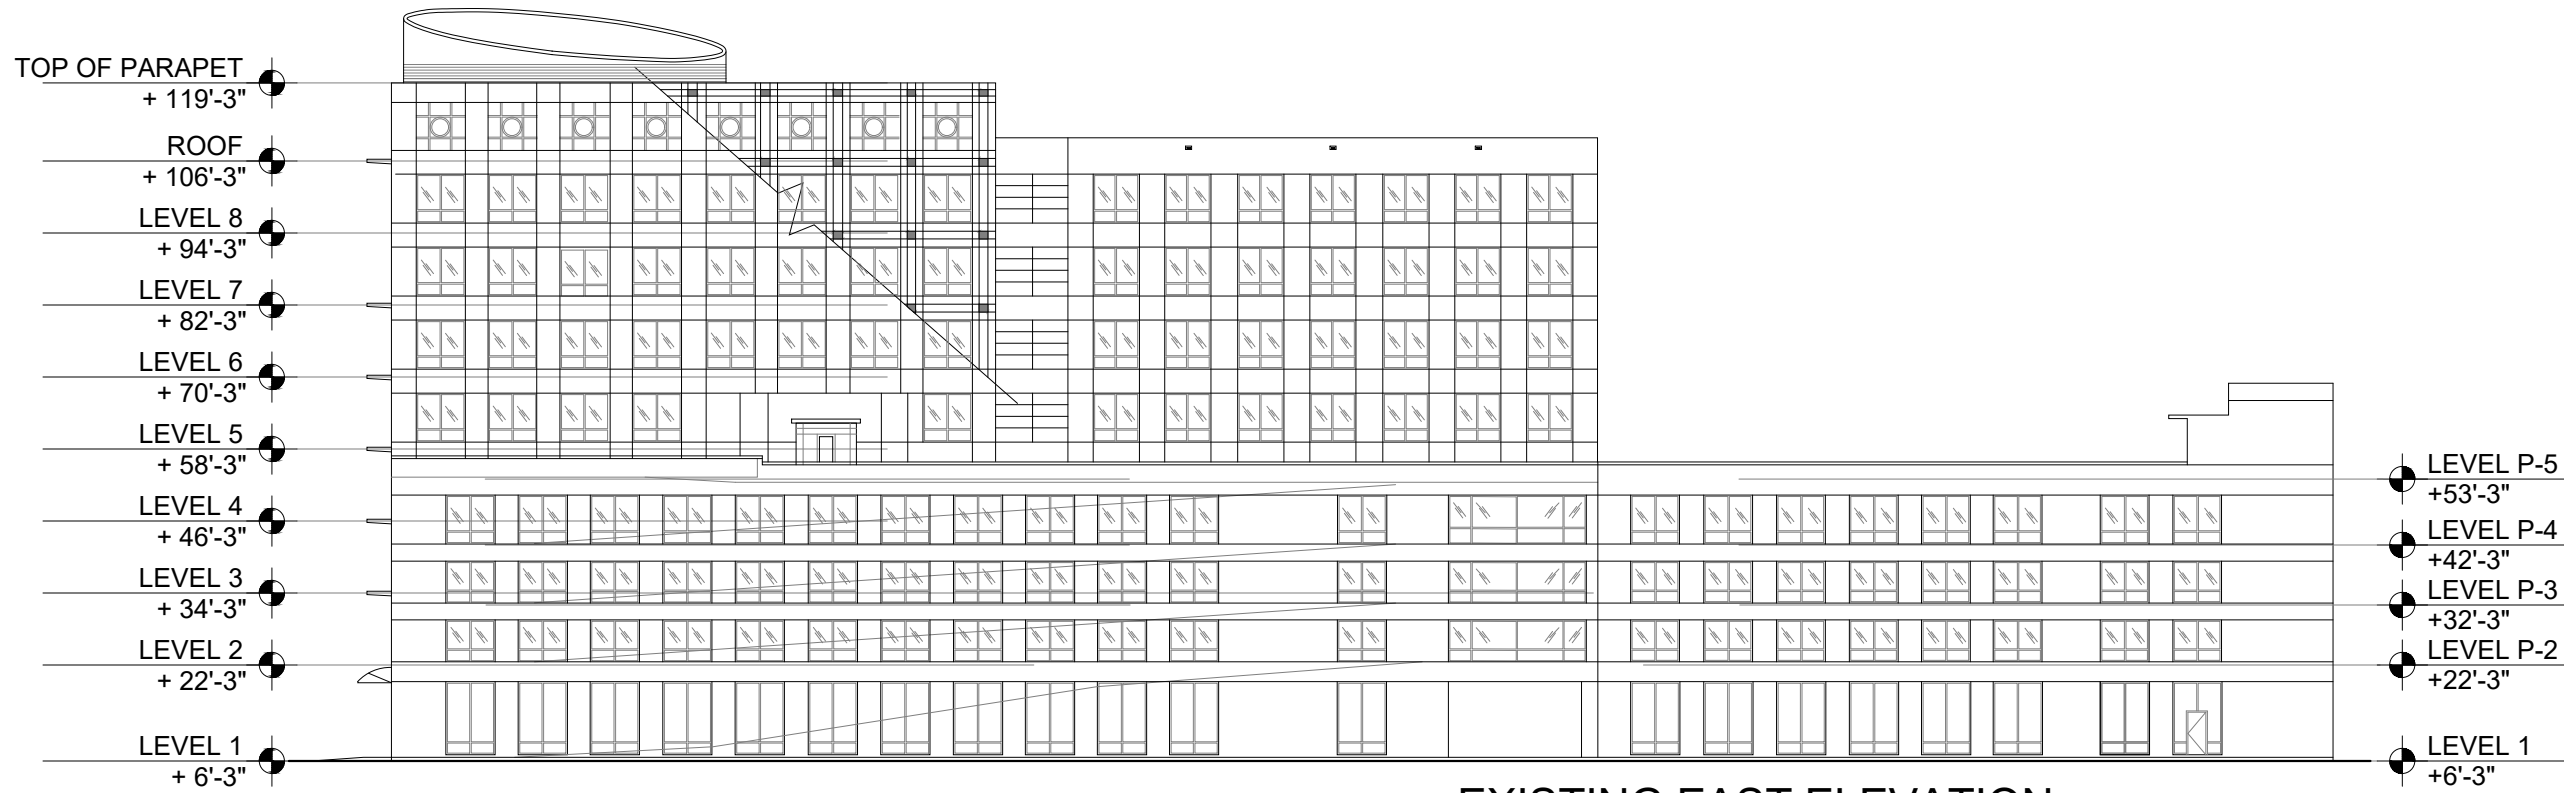 TOP OF PARAPET
+ 119'-3"
ROOF
+ 106'-3"
LEVEL 8
+ 94'-3"
LEVEL 7
+ 82'-3"
LEVEL 6
+ 70'-3"
LEVEL 5
+ 58'-3"
LEVEL 4
+ 46'-3"
LEVEL 3
+ 34'-3"
LEVEL 2
+ 22'-3"
LEVEL 1
+ 6'-3"
LEVEL P-5
+53'-3"
LEVEL P-4
+42'-3"
LEVEL P-3
+32'-3"
LEVEL P-2
+22'-3"
LEVEL 1
+6'-3"
EXISTING EAST ELEVATION